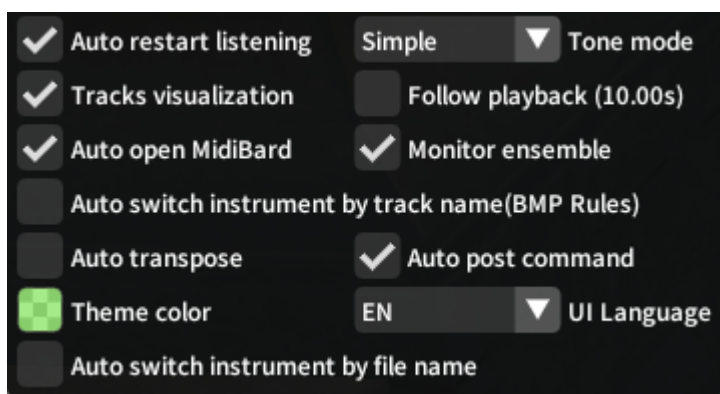 Auto restart listening Simple Tone mode
Tracks visualization Follow playback (10.00s)
Auto open MidiBard Monitor ensemble
Auto switch instrument by track name(BMP Rules)
Auto transpose Auto post command
Theme color EN UI Language
Auto switch instrument by file name